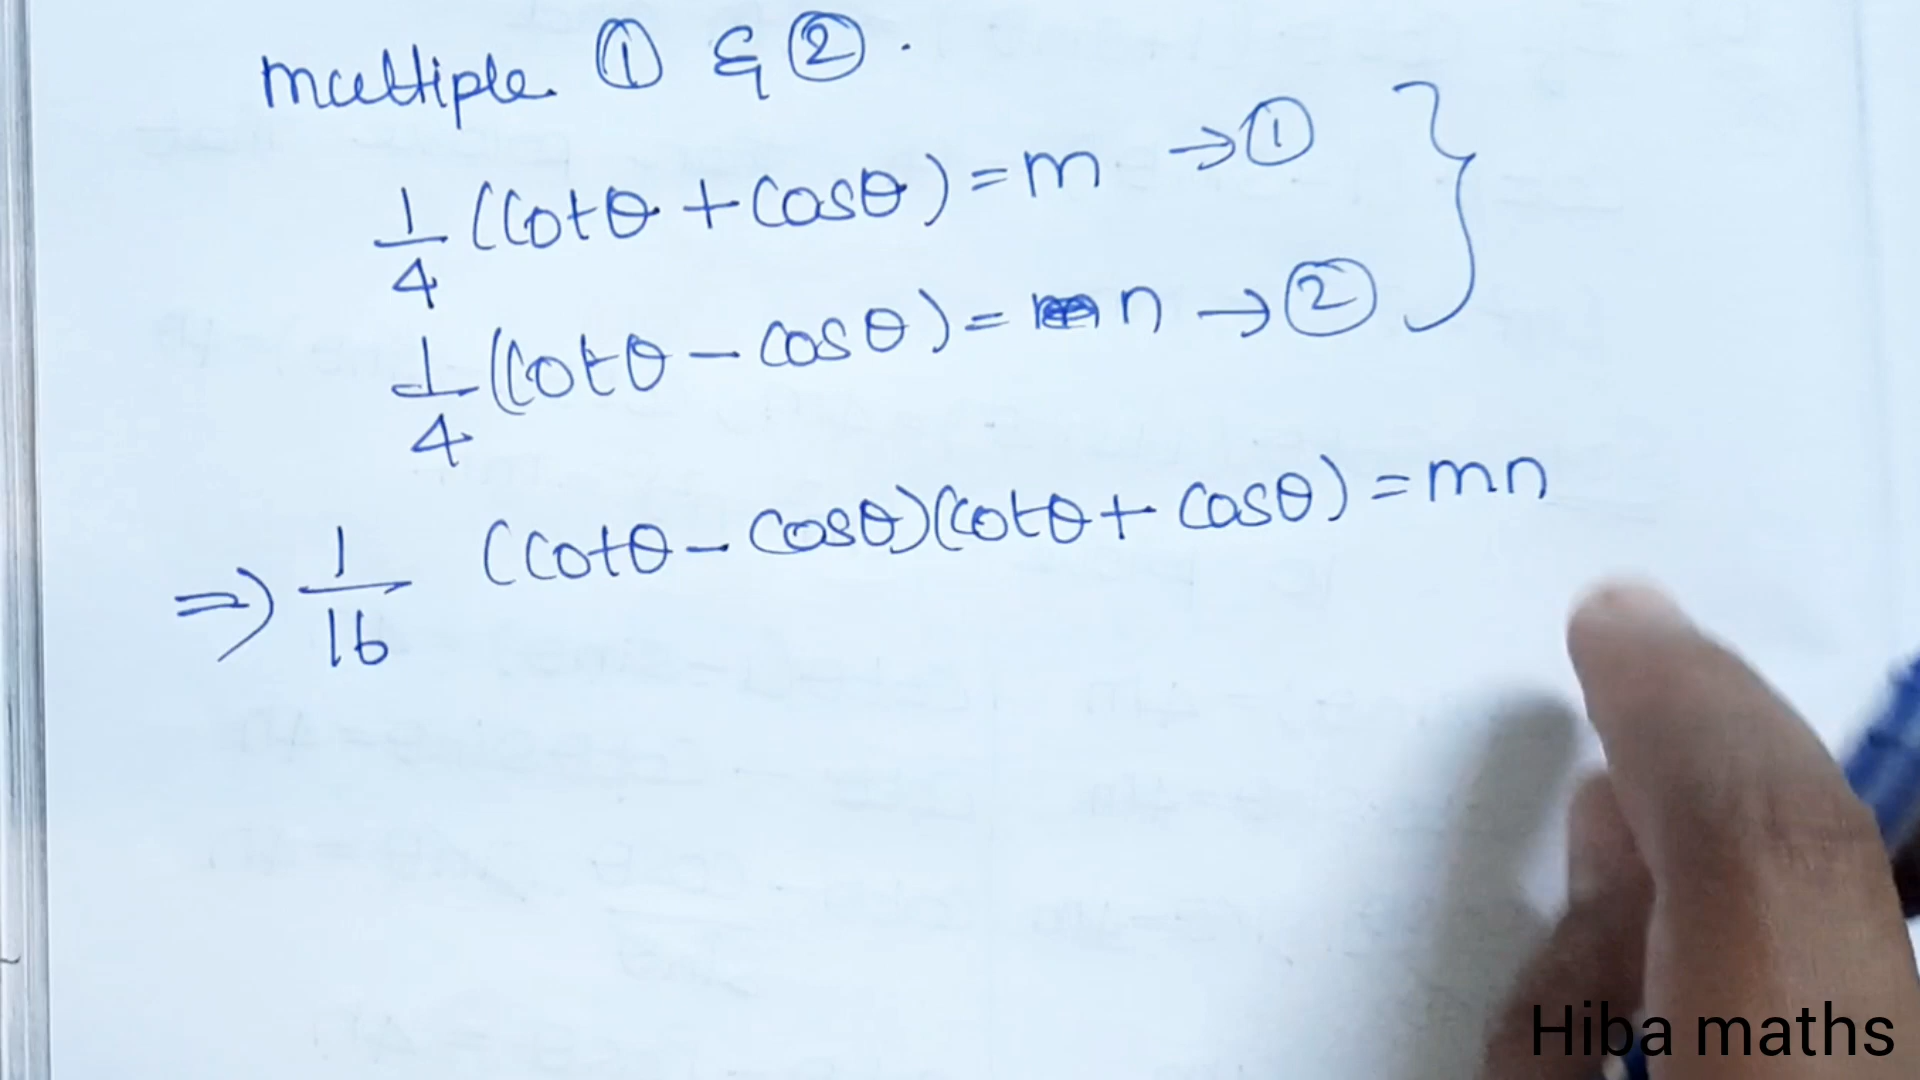 multiple ① & ② .
1/4 (Cotθ + Cosθ) = m → ①
1/4 (Cotθ − cosθ) = n → ②
⇒ 1/16 (Cotθ − Cosθ)(Cotθ + Cosθ) = mn
Hiba maths